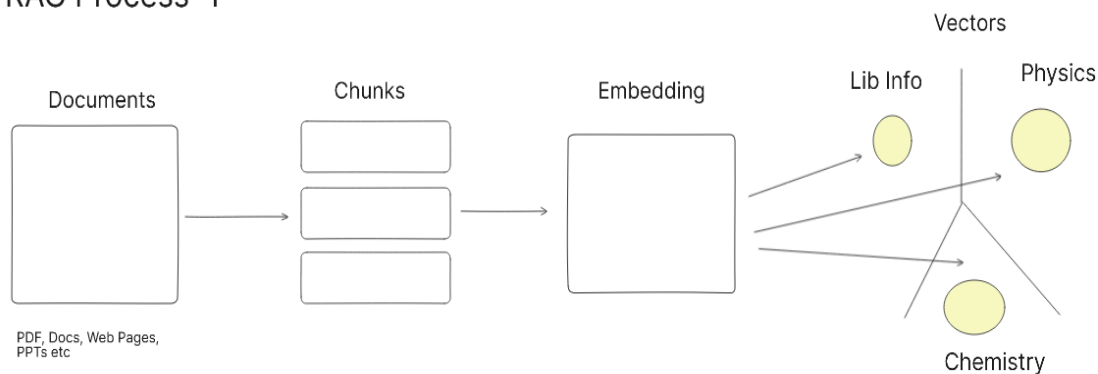 RAG Process -1
Vectors
Documents
Chunks
Embedding
Lib Info
Physics
PDF, Docs, Web Pages,
PPTs etc
Chemistry